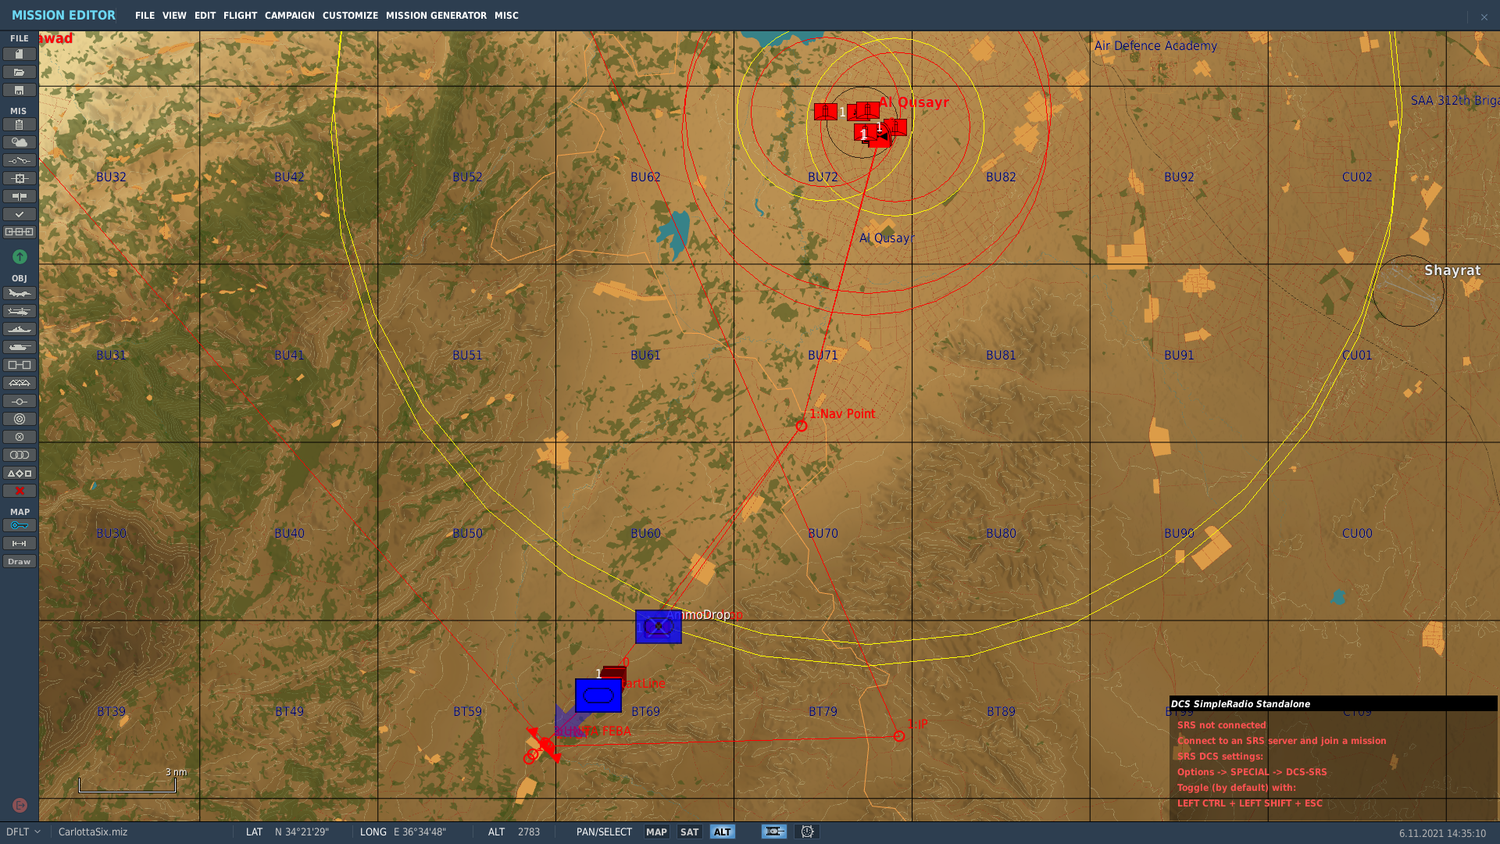 MISSION EDITOR
FILE VIEW EDIT FLIGHT CAMPAIGN CUSTOMIZE MISSION GENERATOR MISC
FILE
MIS
OBJ
MAP
Draw
Air Defence Academy
Al Qusayr
1
1
1
BU32 BU42 BU52 BU62 BU72 BU82 BU92 CU02
Al Qusayr
Shayrat
BU31 BU41 BU51 BU61 BU71 BU81 BU91 CU01
1:Nav Point
BU30 BU40 BU50 BU60 BU70 BU80 BU90 CU00
1
BT39 BT49 BT59 BT69 BT79 BT89
FEBA
1:IP
3 nm
DCS SimpleRadio Standalone
SRS not connected
Connect to an SRS server and join a mission
SRS DCS settings:
Options -> SPECIAL -> DCS-SRS
Toggle (by default) with:
LEFT CTRL + LEFT SHIFT + ESC
DFLT CarlottaSix.miz LAT N 34°21'29" LONG E 36°34'48" ALT 2783 PAN/SELECT MAP SAT ALT 6.11.2021 14:35:10